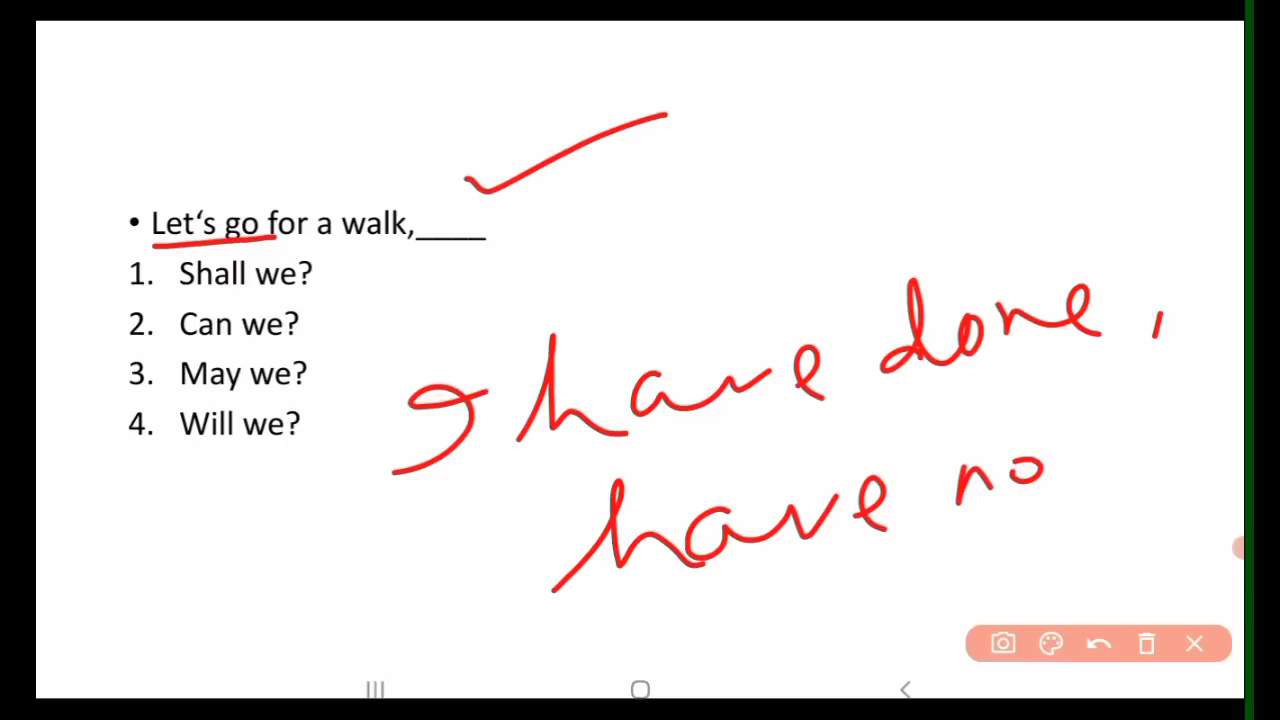 • Let‘s go for a walk,____
1. Shall we?
2. Can we?
3. May we?
4. Will we?
I have done,
have no